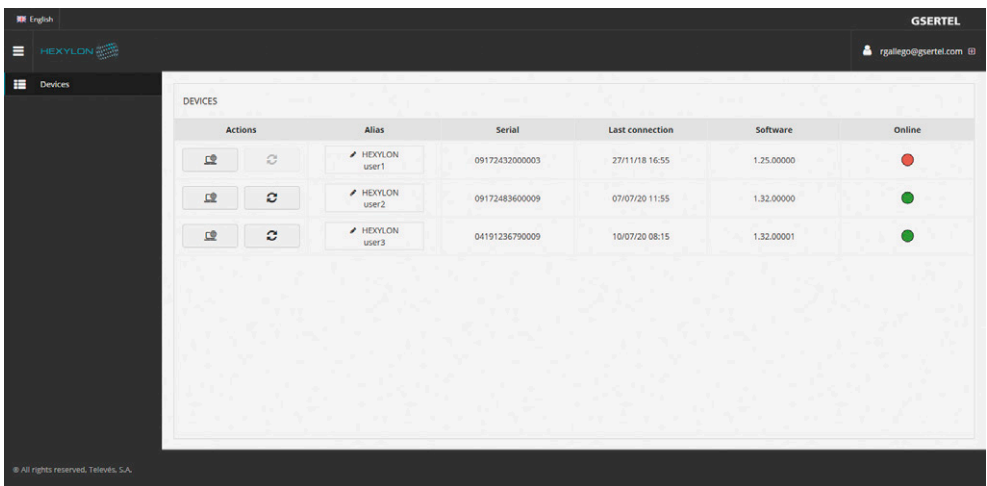 English
GSERTEL
HEXYLON
rgallego@gsertel.com
Devices
DEVICES
Actions Alias Serial Last connection Software Online
HEXYLON
user1
09172432000003 27/11/18 16:55 1.25.00000
HEXYLON
user2
09172483600009 07/07/20 11:55 1.32.00000
HEXYLON
user3
04191236790009 10/07/20 08:15 1.32.00001
® All rights reserved, Televés, S.A.